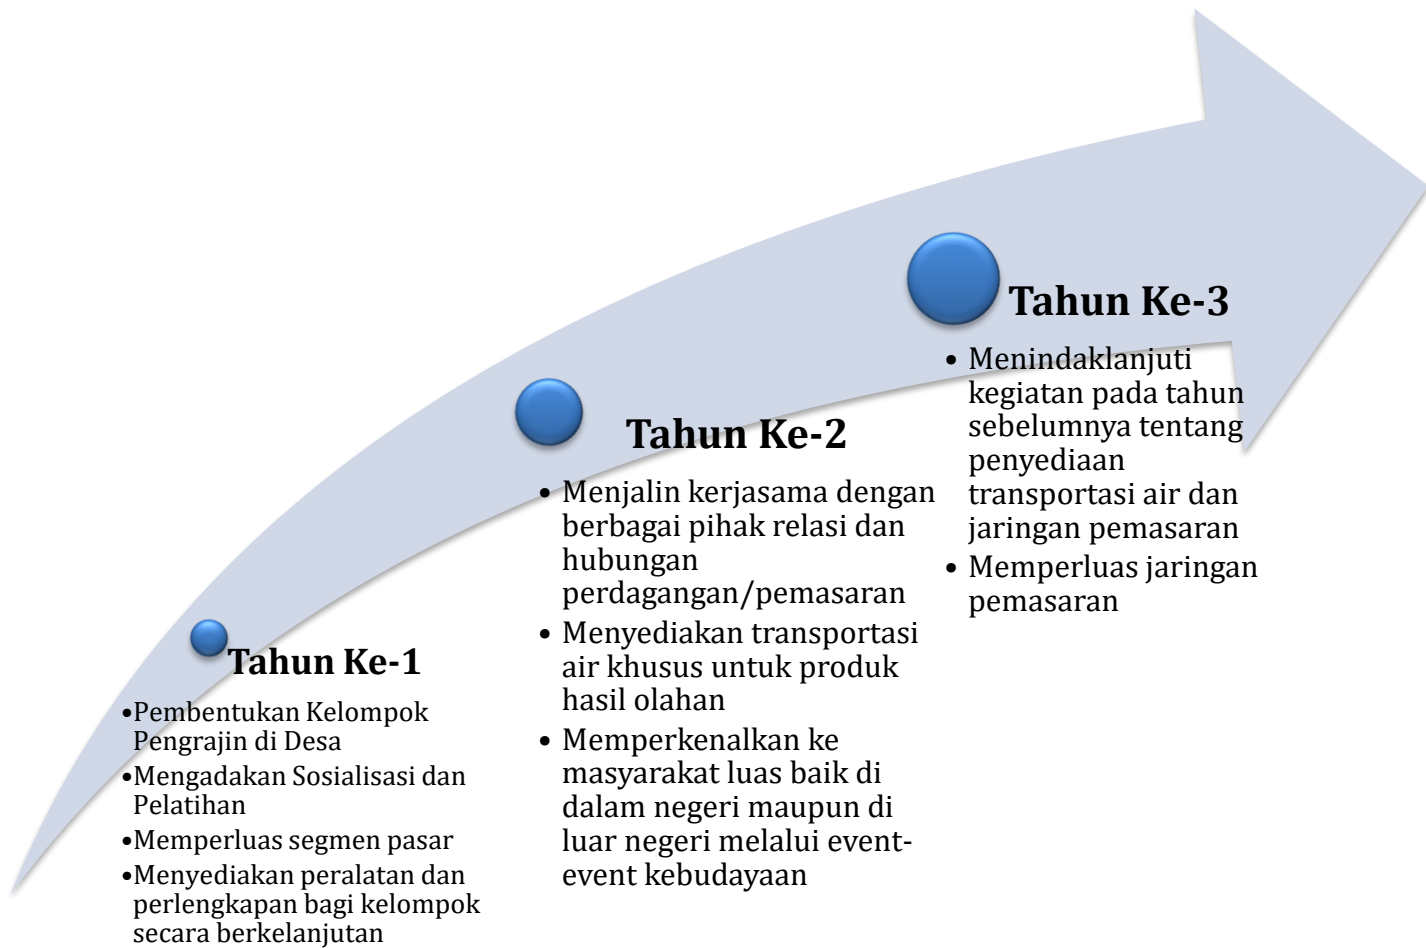 Tahun Ke-1
•Pembentukan Kelompok
Pengrajin di Desa
•Mengadakan Sosialisasi dan
Pelatihan
•Memperluas segmen pasar
•Menyediakan peralatan dan
perlengkapan bagi kelompok
secara berkelanjutan
Tahun Ke-2
• Menjalin kerjasama dengan
berbagai pihak relasi dan
hubungan
perdagangan/pemasaran
• Menyediakan transportasi
air khusus untuk produk
hasil olahan
• Memperkenalkan ke
masyarakat luas baik di
dalam negeri maupun di
luar negeri melalui event-
event kebudayaan
Tahun Ke-3
• Menindaklanjuti
kegiatan pada tahun
sebelumnya tentang
penyediaan
transportasi air dan
jaringan pemasaran
• Memperluas jaringan
pemasaran